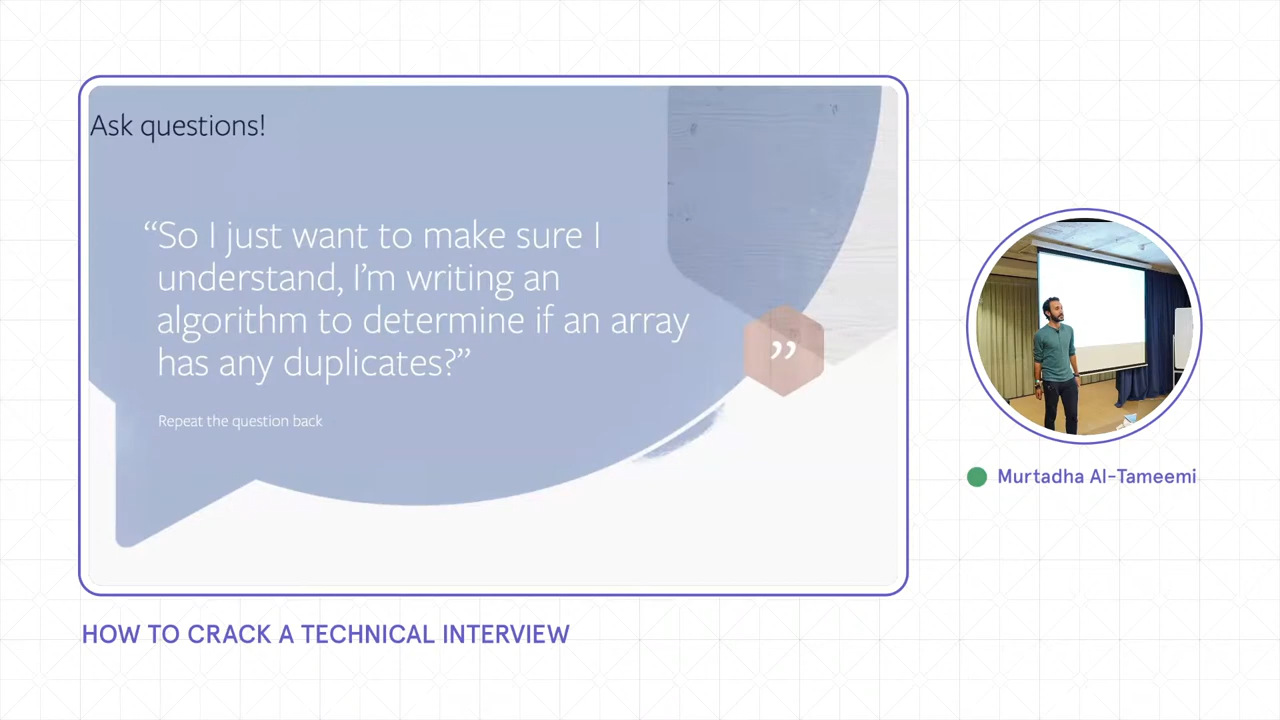 Ask questions!
“So I just want to make sure I
understand, I’m writing an
algorithm to determine if an array
has any duplicates?”
”
Repeat the question back
Murtadha Al-Tameemi
HOW TO CRACK A TECHNICAL INTERVIEW